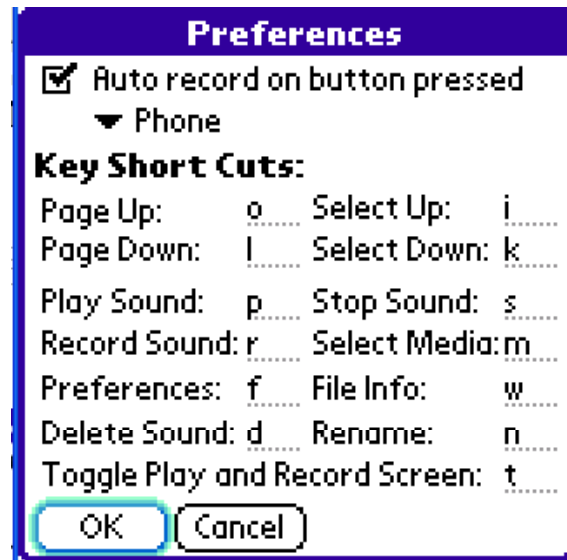 Preferences
Auto record on button pressed
Phone
Key Short Cuts:
Page Up: o Select Up: i
Page Down: l Select Down: k
Play Sound: p Stop Sound: s
Record Sound: r Select Media: m
Preferences: f File Info: w
Delete Sound: d Rename: n
Toggle Play and Record Screen: t
OK Cancel